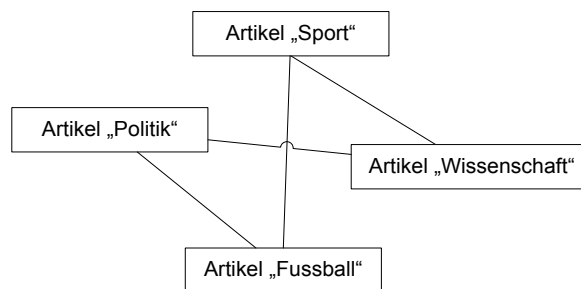 Artikel „Sport“
Artikel „Politik“
Artikel „Wissenschaft“
Artikel „Fussball“